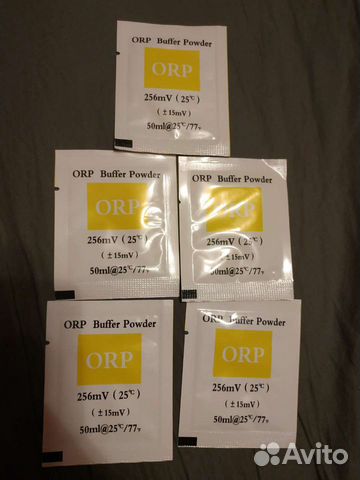 ORP Buffer Powder
ORP
256mV ( 25℃ )
( ±15mV )
50ml@25℃/77℉
ORP Buffer Powder
ORP
256mV ( 25℃ )
( ±15mV )
50ml@25℃/77℉
ORP Buffer Powder
ORP
256mV ( 25℃ )
( ±15mV )
50ml@25℃/77℉
ORP Buffer Powder
ORP
256mV ( 25℃ )
( ±15mV )
50ml@25℃/77℉
ORP Buffer Powder
ORP
256mV ( 25℃ )
( ±15mV )
50ml@25℃/77℉
Avito